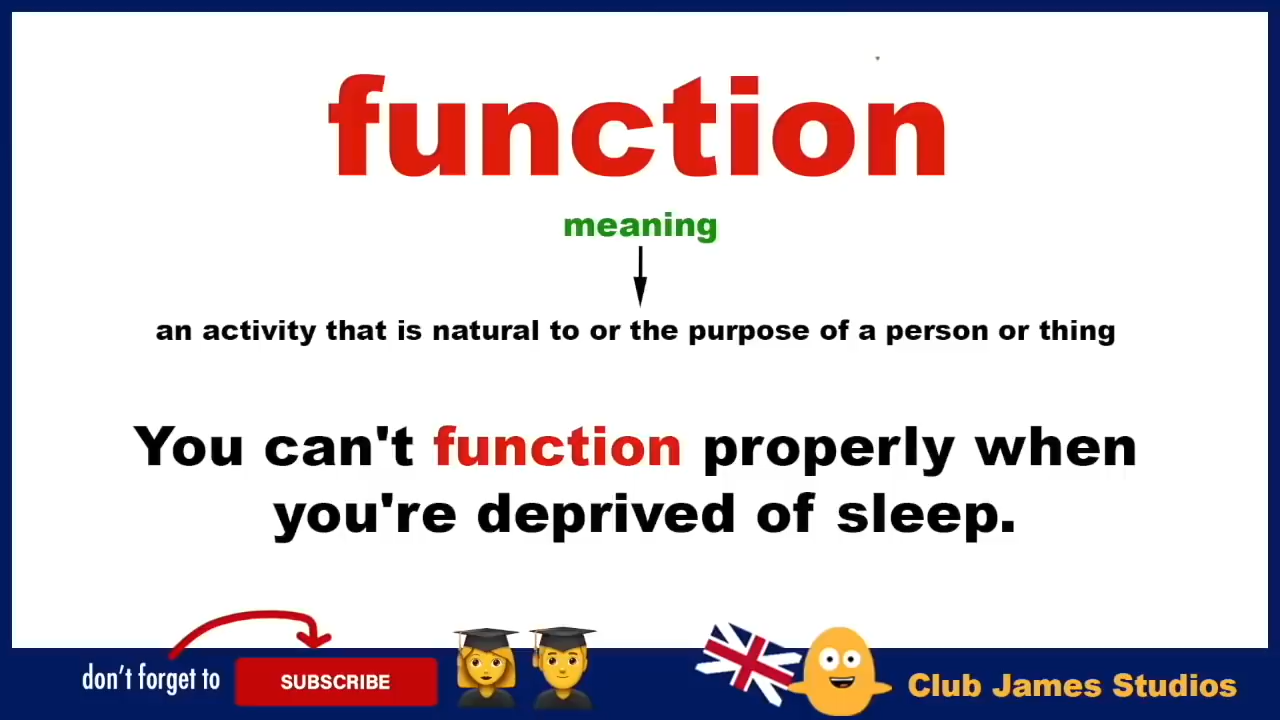 function
meaning
an activity that is natural to or the purpose of a person or thing
You can't function properly when
you're deprived of sleep.
don't forget to
SUBSCRIBE
Club James Studios